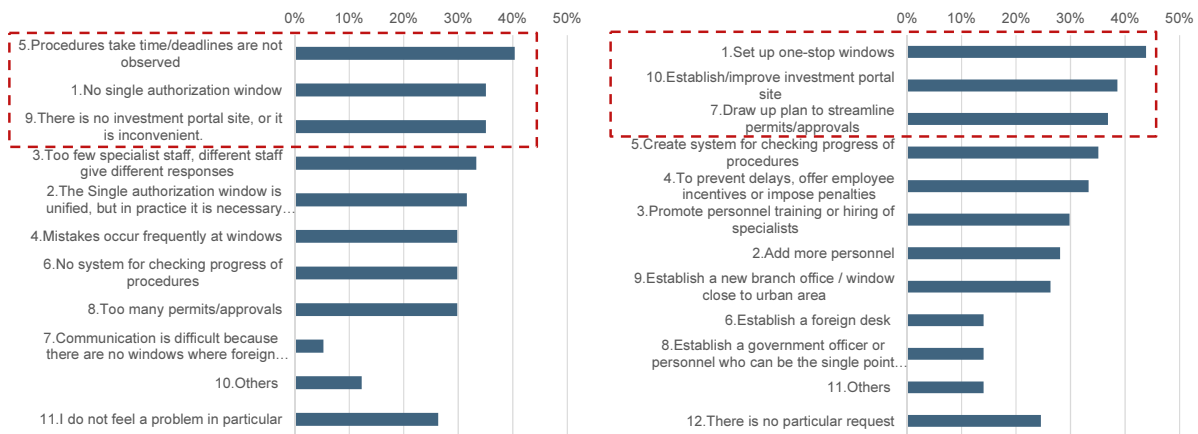 0% 10% 20% 30% 40% 50%
5.Procedures take time/deadlines are not
observed
1.No single authorization window
9.There is no investment portal site, or it
is inconvenient.
3.Too few specialist staff, different staff
give different responses
2.The Single authorization window is
unified, but in practice it is necessary…
4.Mistakes occur frequently at windows
6.No system for checking progress of
procedures
8.Too many permits/approvals
7.Communication is difficult because
there are no windows where foreign…
10.Others
11.I do not feel a problem in particular
0% 10% 20% 30% 40% 50%
1.Set up one-stop windows
10.Establish/improve investment portal
site
7.Draw up plan to streamline
permits/approvals
5.Create system for checking progress of
procedures
4.To prevent delays, offer employee
incentives or impose penalties
3.Promote personnel training or hiring of
specialists
2.Add more personnel
9.Establish a new branch office / window
close to urban area
6.Establish a foreign desk
8.Establish a government officer or
personnel who can be the single point…
11.Others
12.There is no particular request